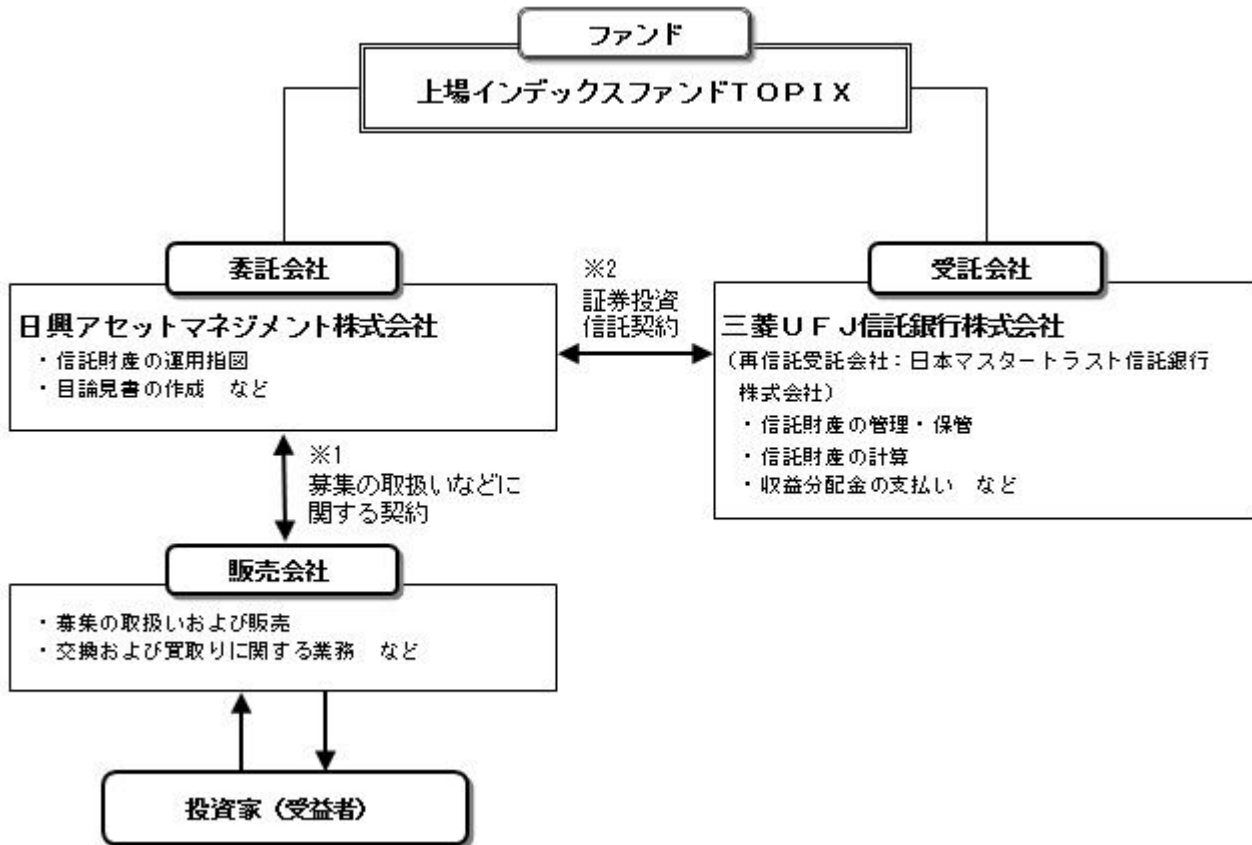 ファンド
上場インデックスファンドTOPIX
委託会社
日興アセットマネジメント株式会社
・信託財産の運用指図
・目論見書の作成　など
※2
証券投資
信託契約
受託会社
三菱UFJ信託銀行株式会社
（再信託受託会社：日本マスタートラスト信託銀行
株式会社）
・信託財産の管理・保管
・信託財産の計算
・収益分配金の支払い　など
※1
募集の取扱いなどに
関する契約
販売会社
・募集の取扱いおよび販売
・交換および買取りに関する業務　など
投資家（受益者）